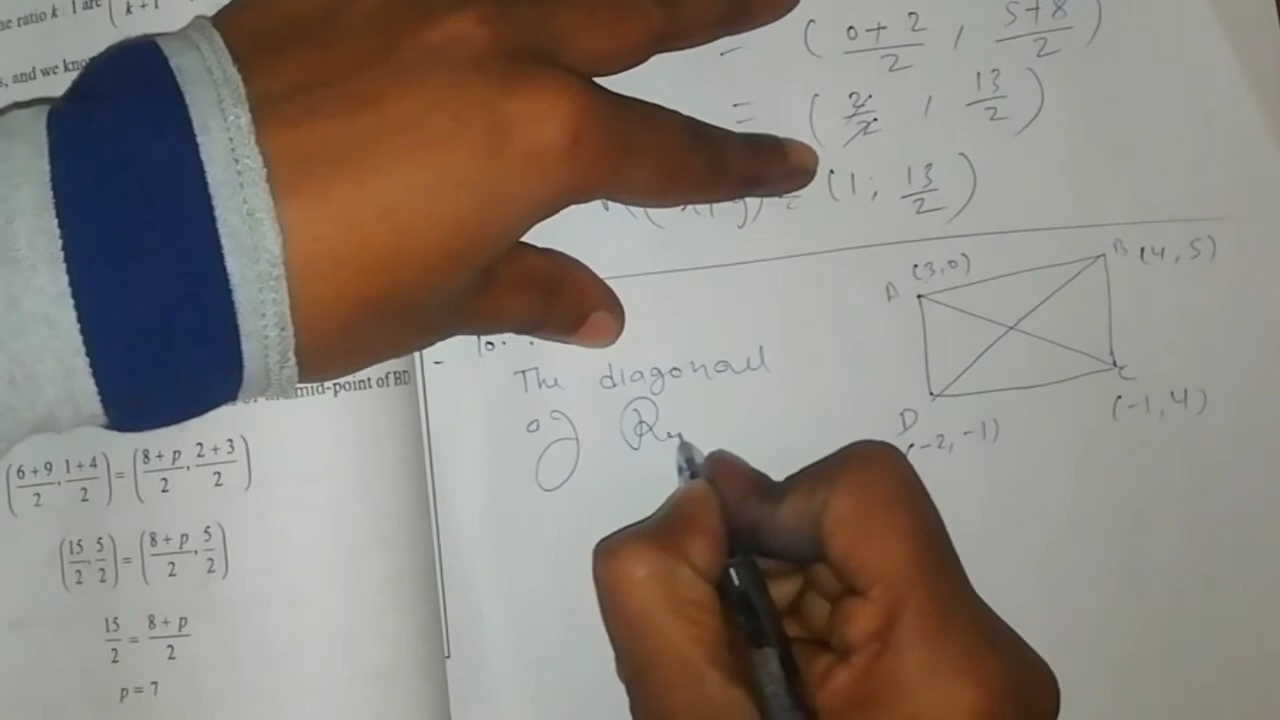 he ratio k : 1 are ( k + 1
s, and we kno
mid-point of BD
(6 + 9/2, 1 + 4/2) = (8 + p/2, 2 + 3/2)
(15/2, 5/2) = (8 + p/2, 5/2)
15/2 = 8 + p/2
p = 7
= (0 + 2/2, 5 + 8/2)
= (2/2, 13/2)
= (1; 13/2)
10.
The diagonal
of R
A (3,0)
B (4, 5)
C
(-1, 4)
D
(-2, -1)